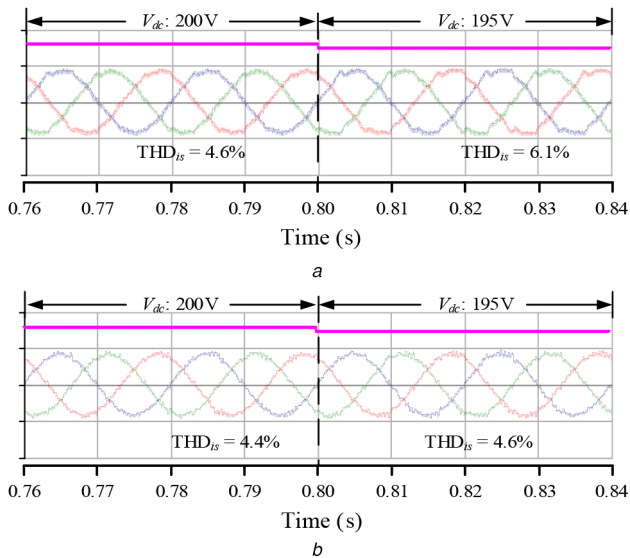 Vdc: 200V Vdc: 195V
THDis = 4.6% THDis = 6.1%
0.76 0.77 0.78 0.79 0.80 0.81 0.82 0.83 0.84
Time (s)
a
Vdc: 200V Vdc: 195V
THDis = 4.4% THDis = 4.6%
0.76 0.77 0.78 0.79 0.80 0.81 0.82 0.83 0.84
Time (s)
b